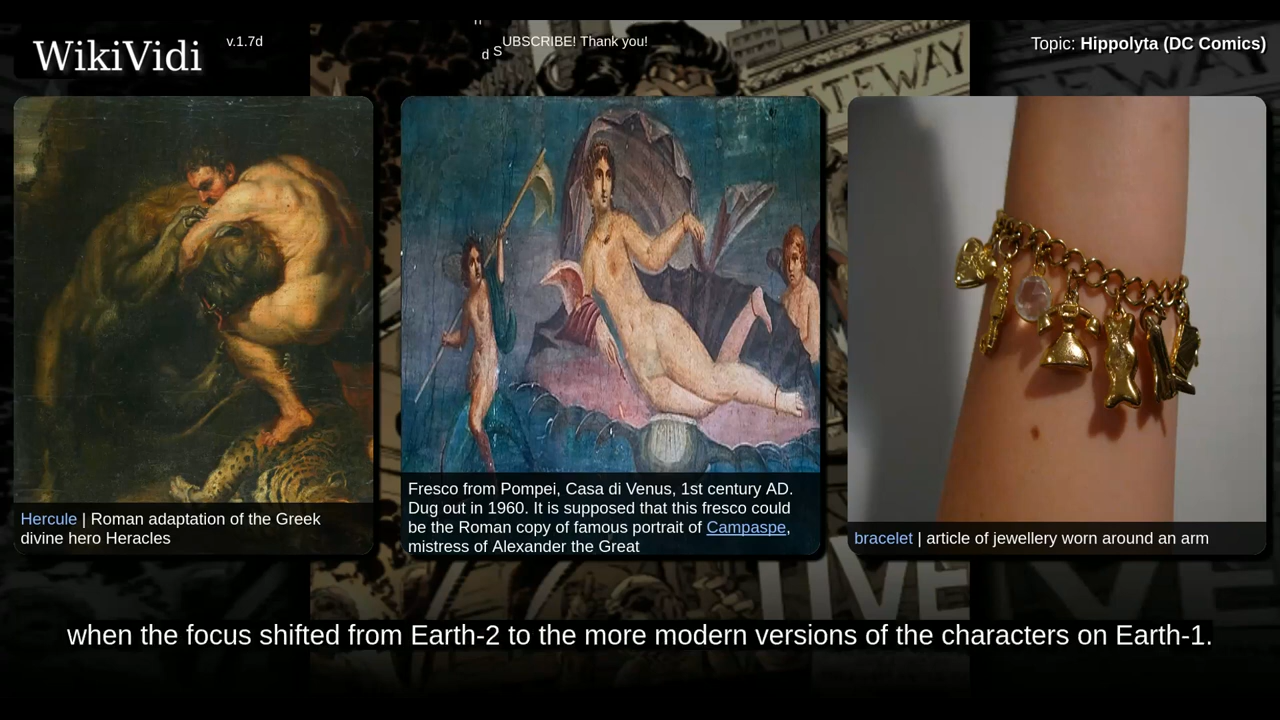 WikiVidi
v.1.7d
d S
UBSCRIBE! Thank you!
Topic: Hippolyta (DC Comics)
ATEWAY
Hercule | Roman adaptation of the Greek
divine hero Heracles
Fresco from Pompei, Casa di Venus, 1st century AD.
Dug out in 1960. It is supposed that this fresco could
be the Roman copy of famous portrait of Campaspe,
mistress of Alexander the Great
bracelet | article of jewellery worn around an arm
LIVE
when the focus shifted from Earth-2 to the more modern versions of the characters on Earth-1.